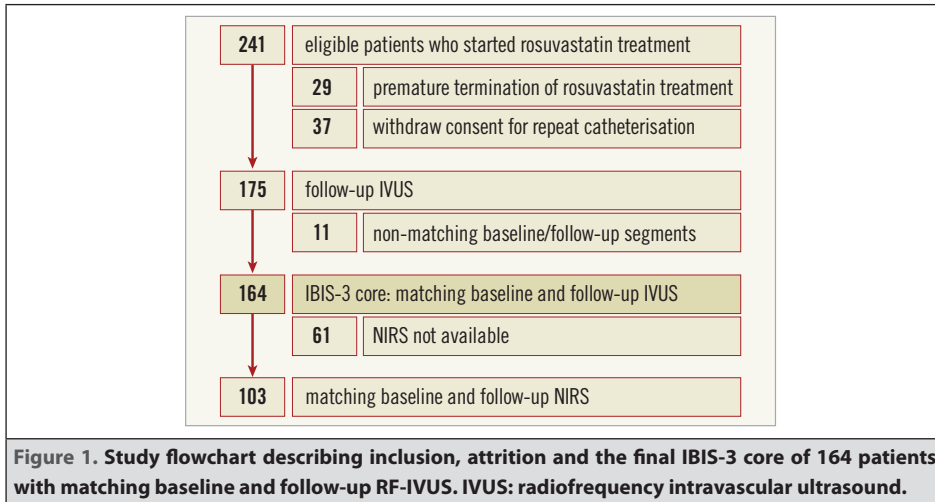 241 eligible patients who started rosuvastatin treatment
29 premature termination of rosuvastatin treatment
37 withdraw consent for repeat catheterisation
175 follow-up IVUS
11 non-matching baseline/follow-up segments
164 IBIS-3 core: matching baseline and follow-up IVUS
61 NIRS not available
103 matching baseline and follow-up NIRS
Figure 1. Study flowchart describing inclusion, attrition and the final IBIS-3 core of 164 patients
with matching baseline and follow-up RF-IVUS. IVUS: radiofrequency intravascular ultrasound.